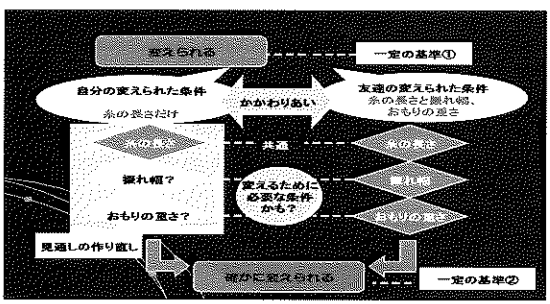 変えられる
一定の基準①
自分の変えられた条件
糸の長さだけ
かかわりあい
友達の変えられた条件
糸の長さと振れ幅、
おもりの重さ
糸の長さ
共通
糸の長さ
振れ幅?
変えるために
必要な条件
かも?
振れ幅
おもりの重さ?
おもりの重さ
見通しの作り直し
確かに変えられる
一定の基準②